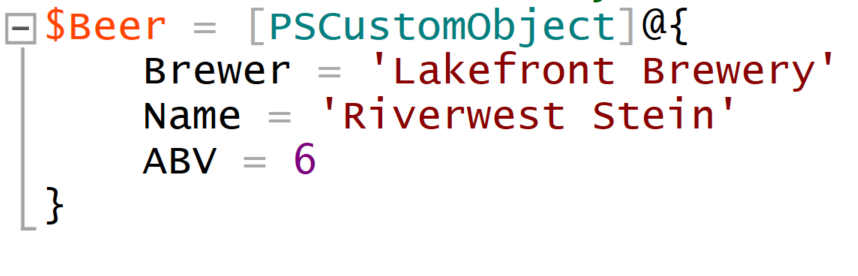 $Beer = [PSCustomObject]@{
Brewer = 'Lakefront Brewery'
Name = 'Riverwest Stein'
ABV = 6
}